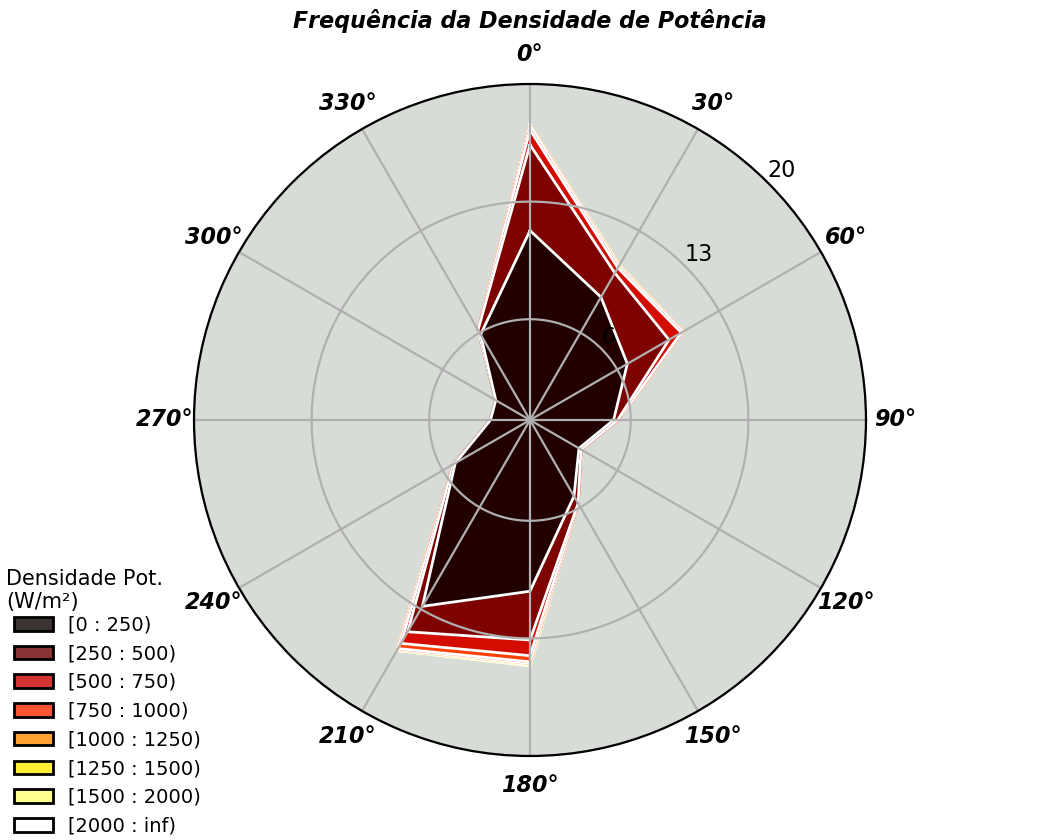 Frequência da Densidade de Potência
0°
330°
30°
20
300°
60°
13
6
270°
90°
240°
120°
210°
150°
180°
Densidade Pot.
(W/m²)
[0 : 250)
[250 : 500)
[500 : 750)
[750 : 1000)
[1000 : 1250)
[1250 : 1500)
[1500 : 2000)
[2000 : inf)